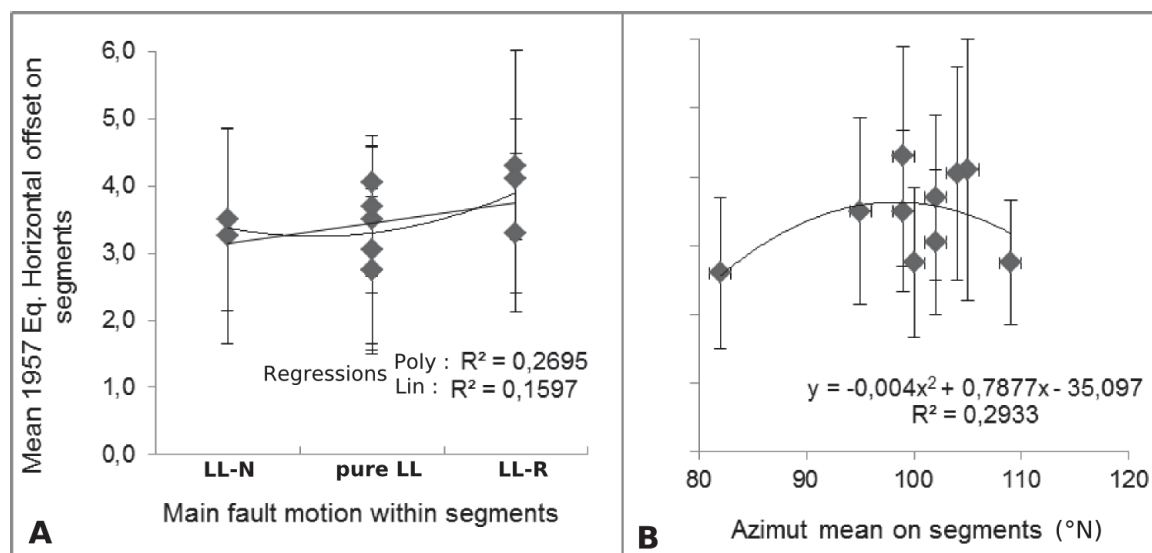 Mean 1957 Eq. Horizontal offset on
segments
6,0
5,0
4,0
3,0
2,0
1,0
0,0
Regressions
Poly : R² = 0,2695
Lin : R² = 0,1597
LL-N pure LL LL-R
Main fault motion within segments
A
y = -0,004x² + 0,7877x - 35,097
R² = 0,2933
80 90 100 110 120
Azimut mean on segments (°N)
B